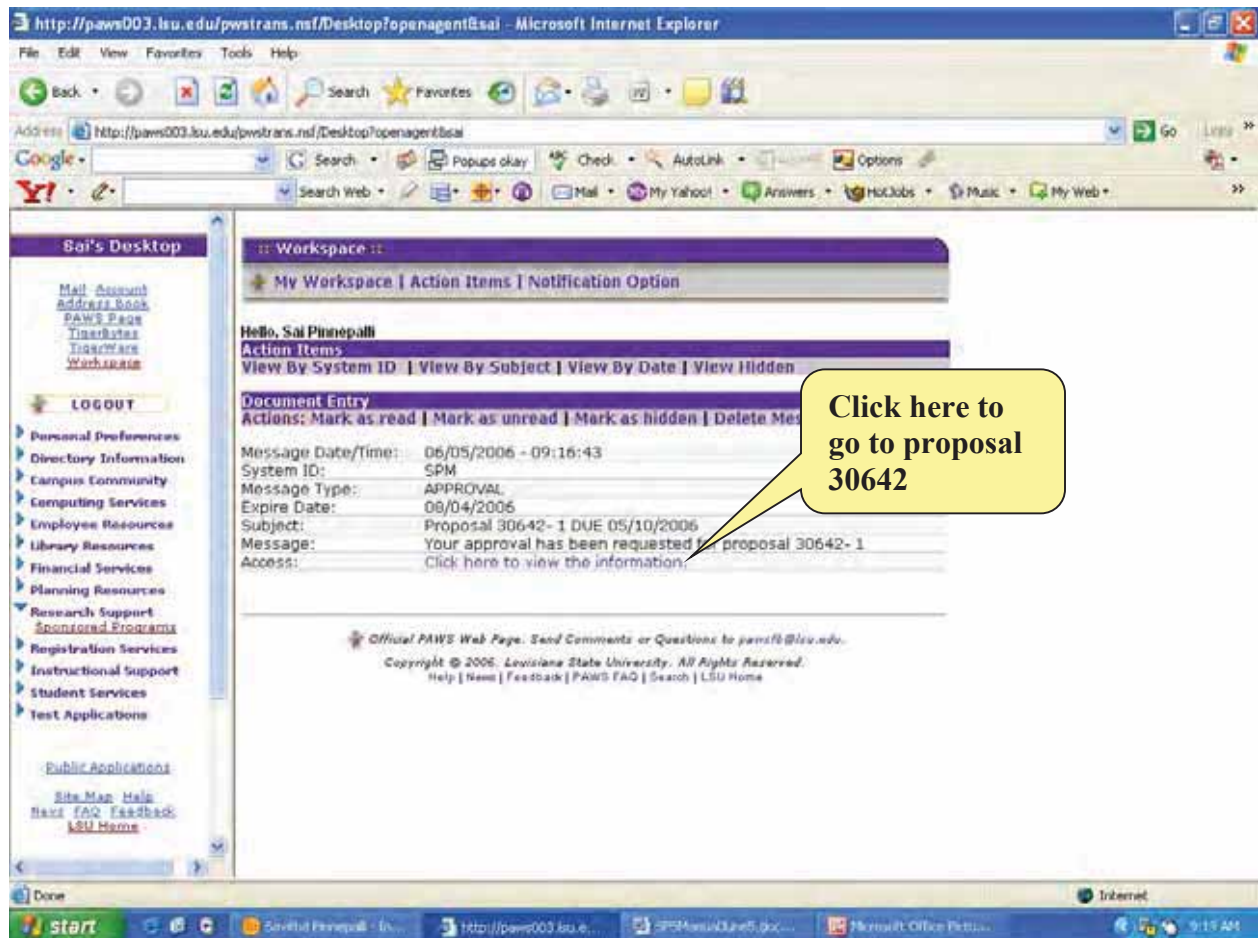 http://paws003.lsu.edu/pwstrans.nsf/Desktop?openagent&sai - Microsoft Internet Explorer
File Edit View Favorites Tools Help
Back Search Favorites
Address http://paws003.lsu.edu/pwstrans.nsf/Desktop?openagent&sai Go Links »
Google Search Popups okay Check AutoLink Options
Y! Search Web Mail My Yahoo! Answers HotJobs Music My Web »
Sai's Desktop
Mail Account
Address Book
PAWS Page
TigerBytes
TigerWare
Workspace
LOGOUT
Personal Preferences
Directory Information
Campus Community
Computing Services
Employee Resources
Library Resources
Financial Services
Planning Resources
Research Support
Sponsored Programs
Registration Services
Instructional Support
Student Services
Test Applications
Public Applications
Site Map Help
News FAQ Feedback
LSU Home
:: Workspace ::
My Workspace | Action Items | Notification Option
Hello, Sai Pinnepalli
Action Items
View By System ID | View By Subject | View By Date | View Hidden
Document Entry
Actions: Mark as read | Mark as unread | Mark as hidden | Delete Mes
Message Date/Time: 06/05/2006 - 09:16:43
System ID: SPM
Message Type: APPROVAL
Expire Date: 08/04/2006
Subject: Proposal 30642- 1 DUE 05/10/2006
Message: Your approval has been requested for proposal 30642- 1
Access: Click here to view the information.
Click here to
go to proposal
30642
Official PAWS Web Page. Send Comments or Questions to
Copyright © 2006. Louisiana State University. All Rights Reserved.
Help | News | Feedback | PAWS FAQ | Search | LSU Home
Done Internet
start http://paws003.lsu.e... Microsoft Office 9:19 AM